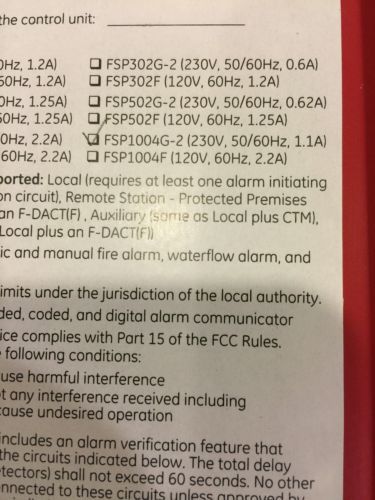 the control unit:
0Hz, 1.2A) ☐ FSP302G-2 (230V, 50/60Hz, 0.6A)
60Hz, 1.2A) ☐ FSP302F (120V, 60Hz, 1.2A)
0Hz, 1.25A) ☐ FSP502G-2 (230V, 50/60Hz, 0.62A)
60Hz, 1.25A) ☐ FSP502F (120V, 60Hz, 1.25A)
0Hz, 2.2A) ☑ FSP1004G-2 (230V, 50/60Hz, 1.1A)
60Hz, 2.2A) ☐ FSP1004F (120V, 60Hz, 2.2A)
ported: Local (requires at least one alarm initiating
on circuit), Remote Station - Protected Premises
an F-DACT(F) , Auxiliary (same as Local plus CTM),
Local plus an F-DACT(F))
ic and manual fire alarm, waterflow alarm, and
imits under the jurisdiction of the local authority.
ded, coded, and digital alarm communicator
ice complies with Part 15 of the FCC Rules.
following conditions:
use harmful interference
t any interference received including
cause undesired operation
includes an alarm verification feature that
the circuits indicated below. The total delay
etectors) shall not exceed 60 seconds. No other
nnected to these circuits unless approved by